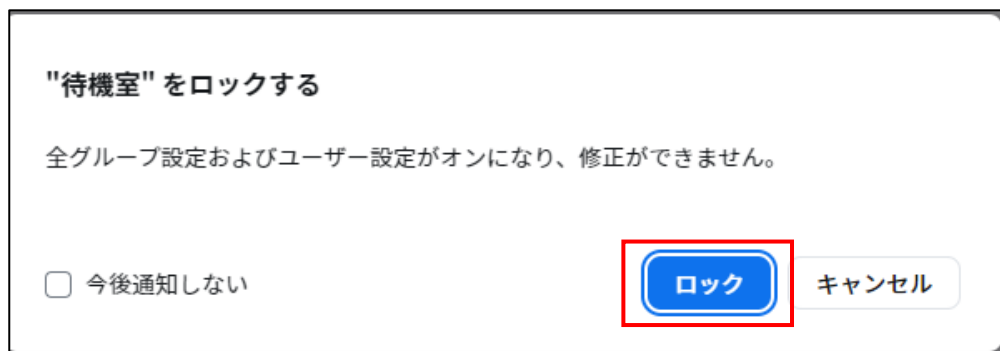 "待機室" をロックする
全グループ設定およびユーザー設定がオンになり、修正ができません。
今後通知しない
ロック
キャンセル